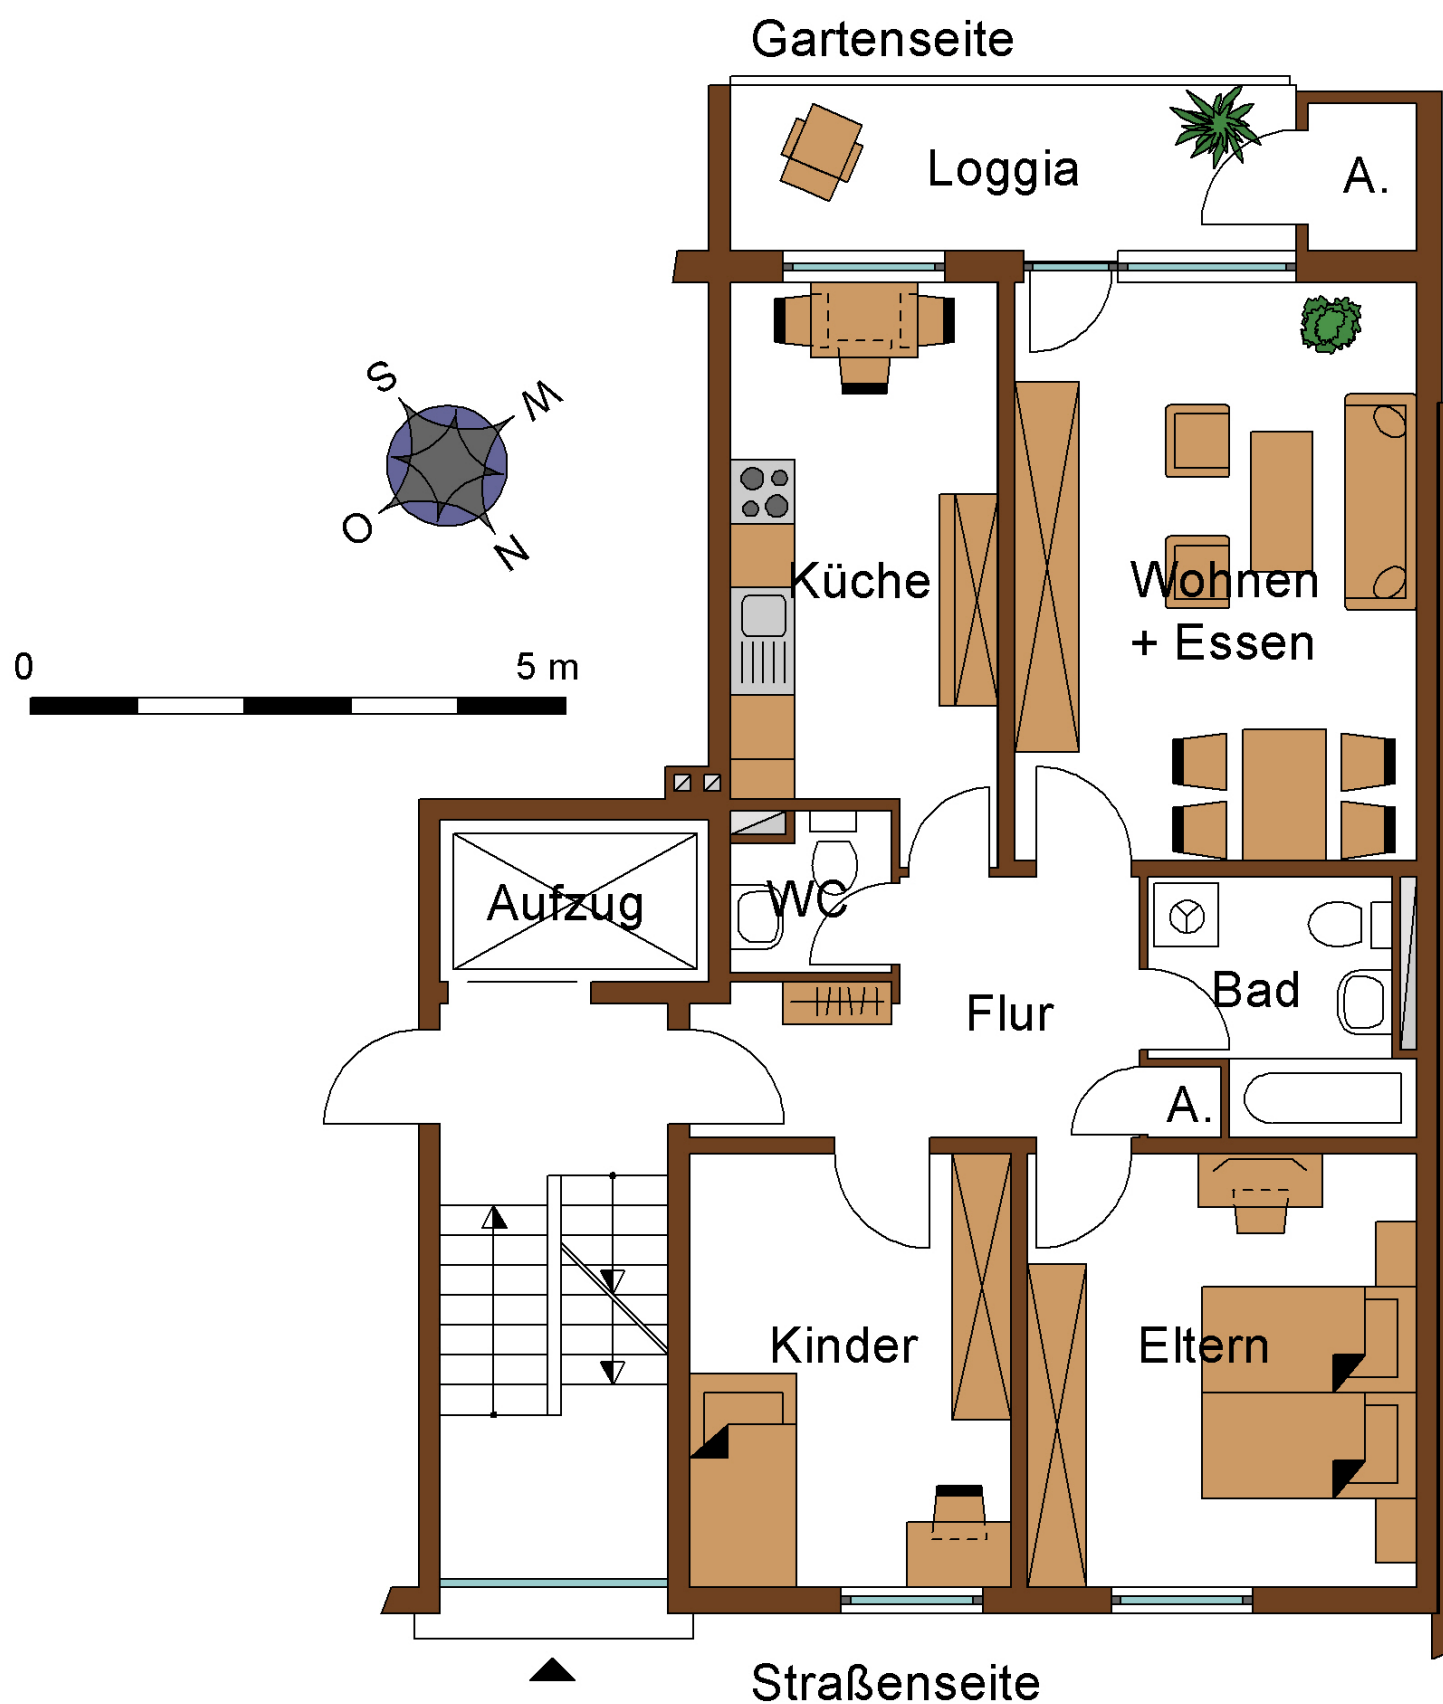 Gartenseite
Loggia
A.
S
W
O
N
Küche
Wohnen
+ Essen
0
5 m
Aufzug
WC
Flur
Bad
A.
Kinder
Eltern
Straßenseite